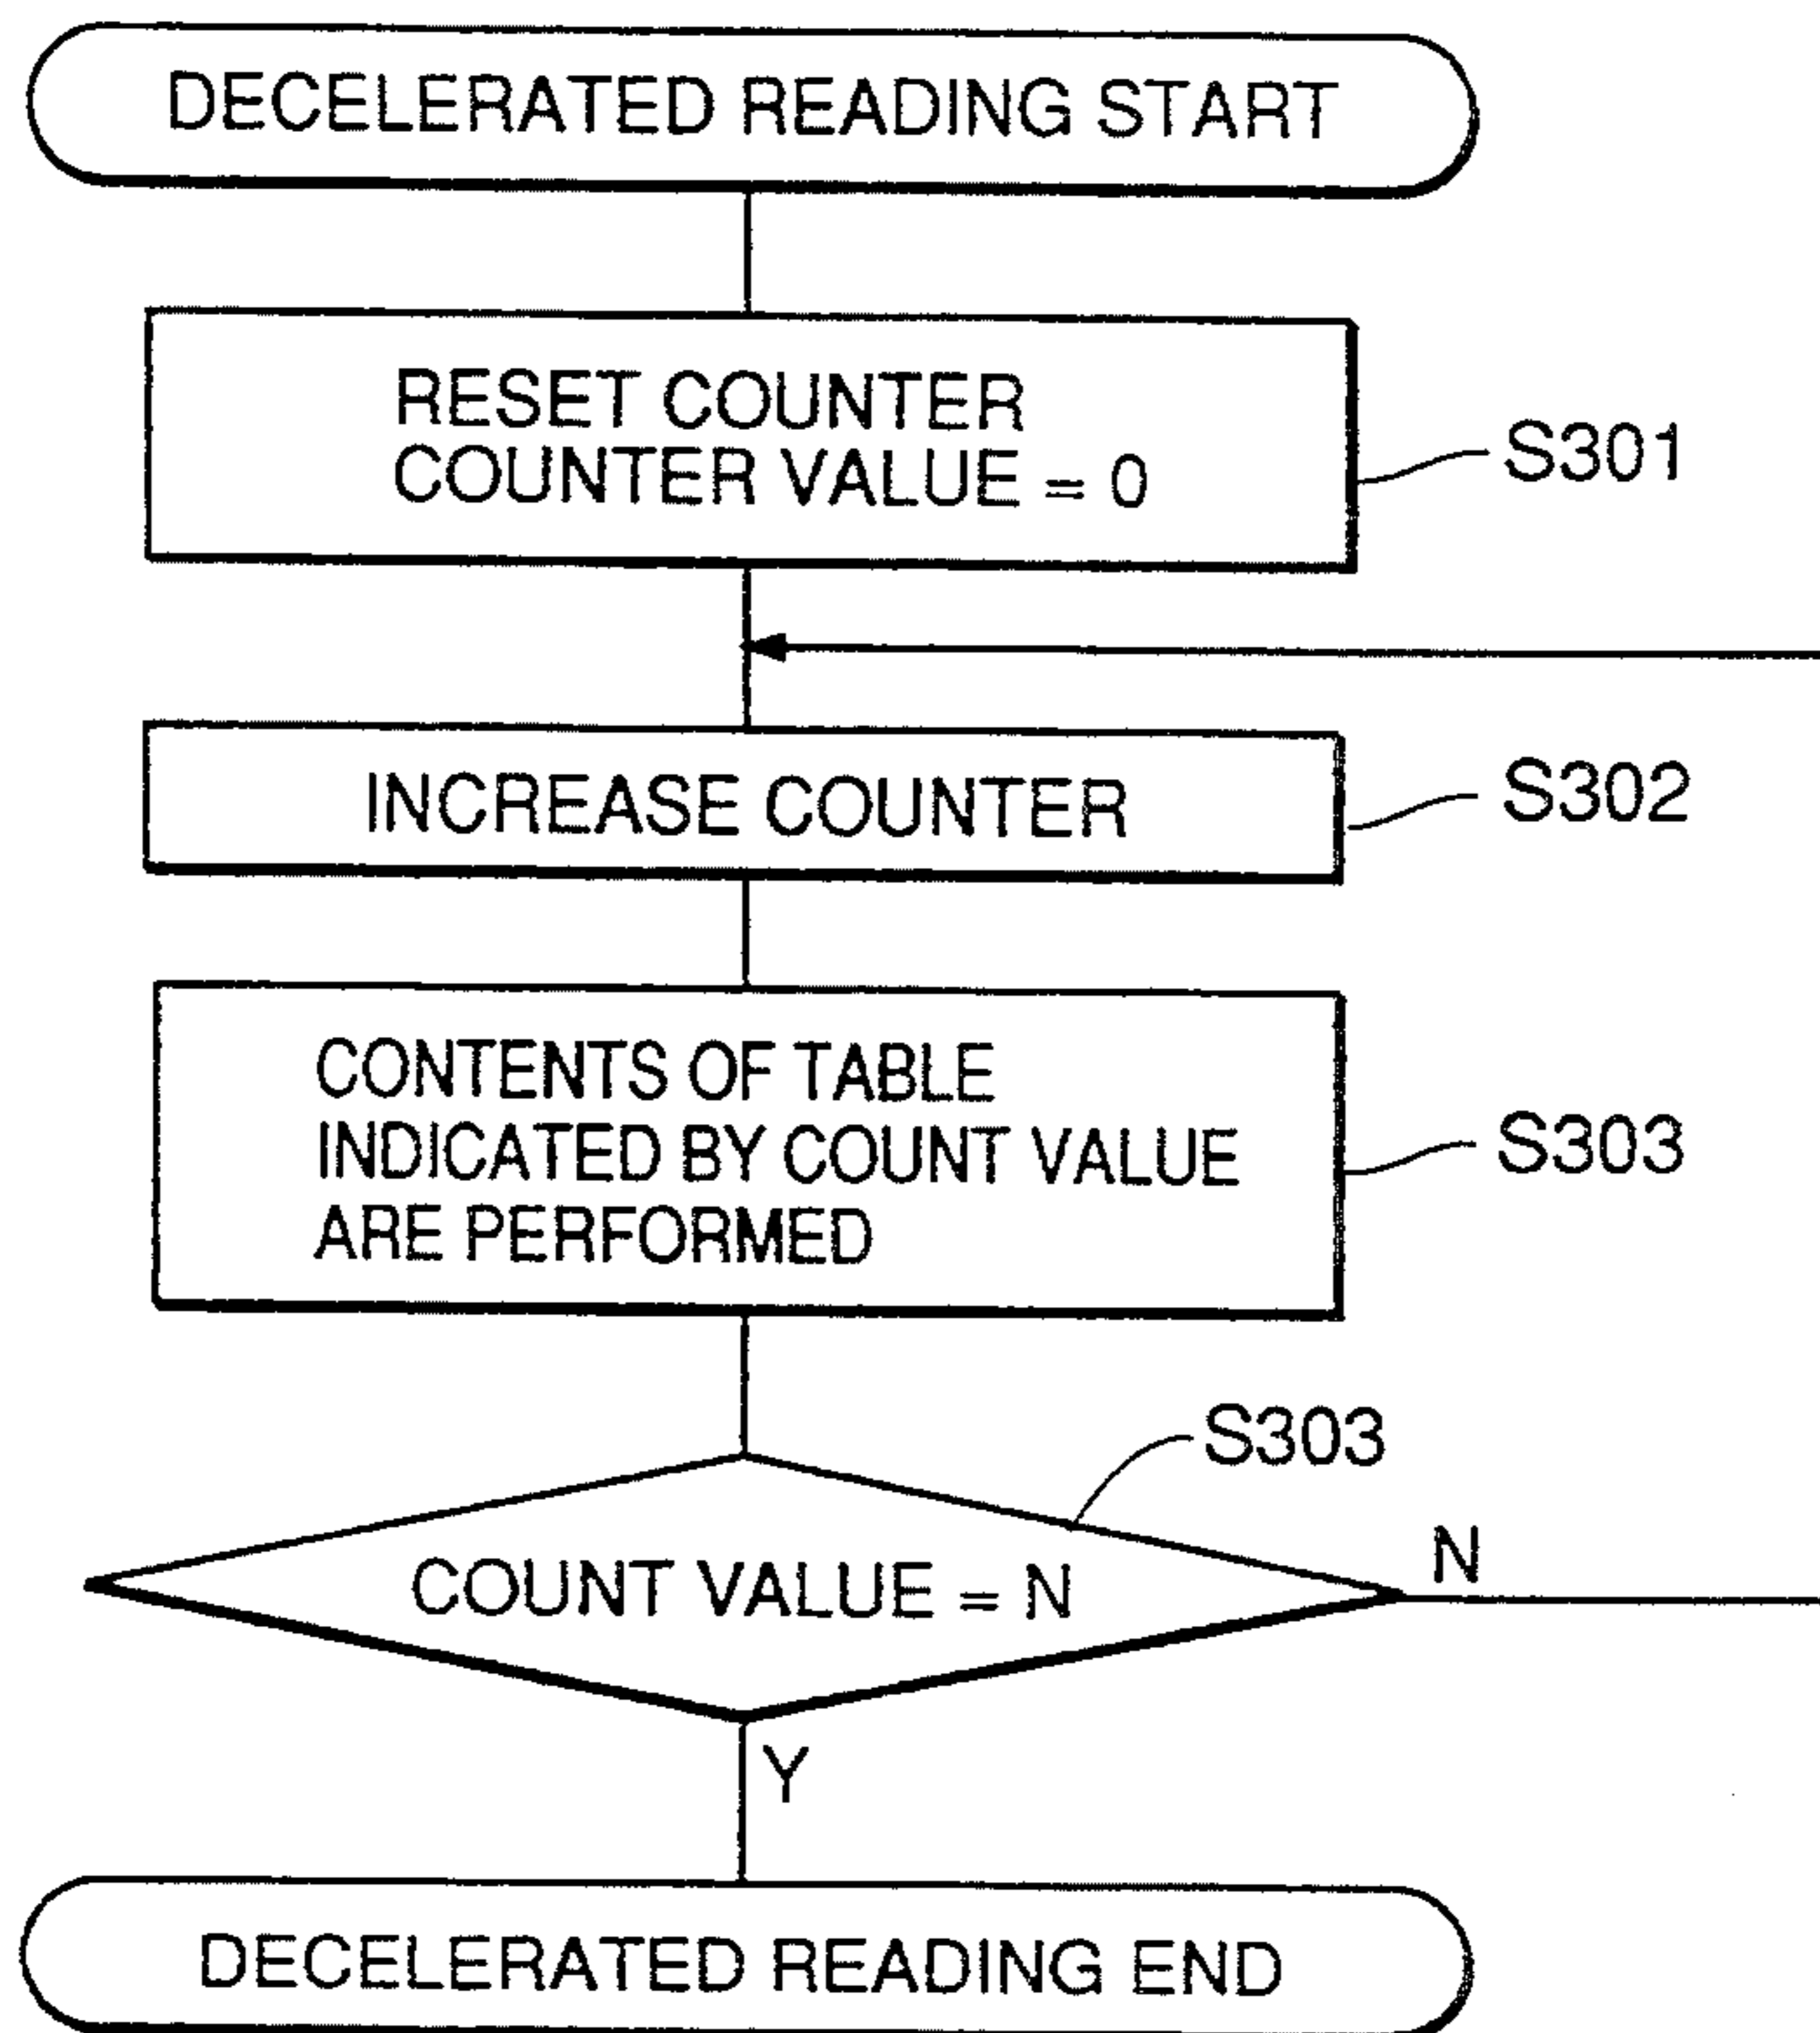 DECELERATED READING START
RESET COUNTER
COUNTER VALUE = 0
S301
INCREASE COUNTER
S302
CONTENTS OF TABLE
INDICATED BY COUNT VALUE
ARE PERFORMED
S303
S303
COUNT VALUE = N
N
Y
DECELERATED READING END